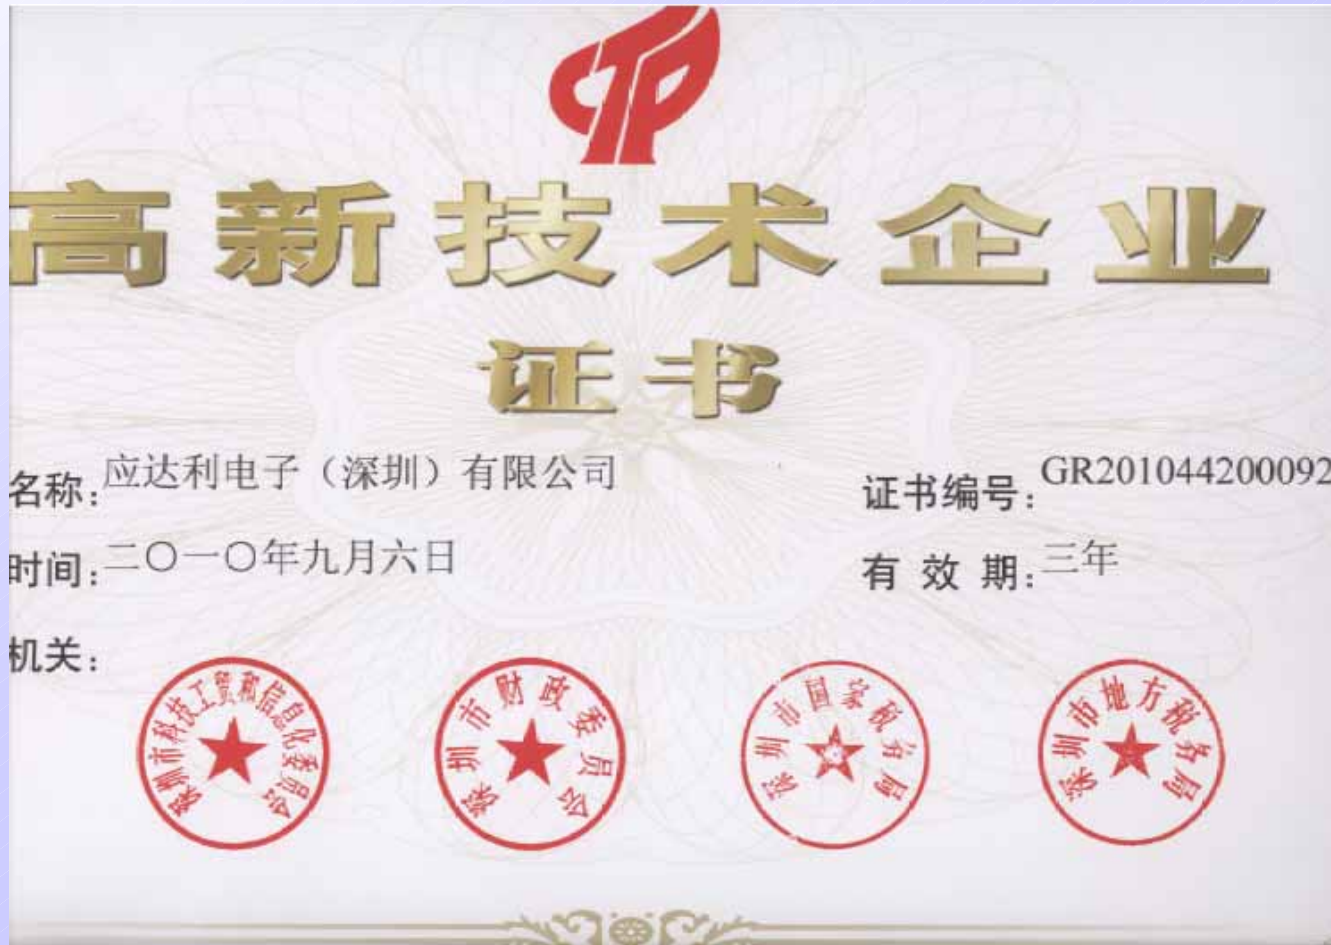 高新技术企业
证书
名称：应达利电子（深圳）有限公司
证书编号：GR201044200092
时间：二〇一〇年九月六日
有效期：三年
机关：
深圳市科技工贸和信息化委员会
深圳市财政委员会
深圳市国家税务局
深圳市地方税务局